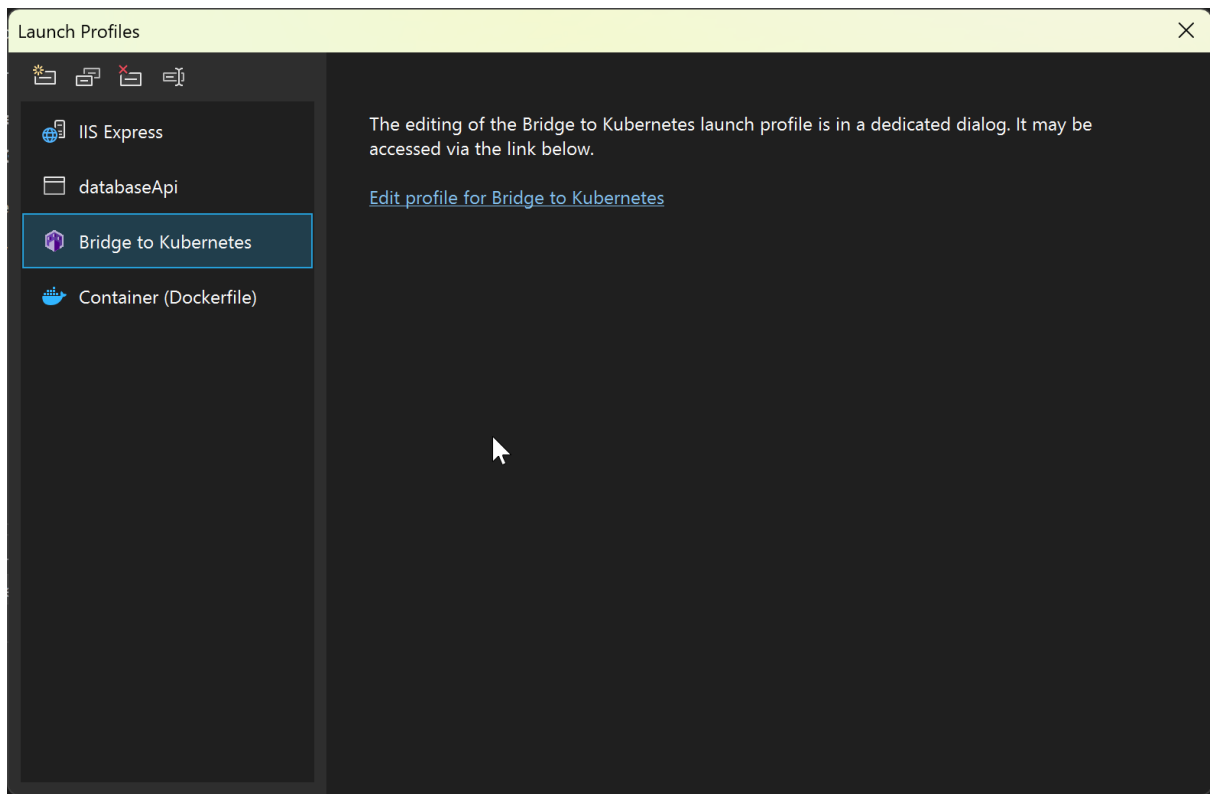 Launch Profiles
IIS Express
databaseApi
Bridge to Kubernetes
Container (Dockerfile)
The editing of the Bridge to Kubernetes launch profile is in a dedicated dialog. It may be
accessed via the link below.
Edit profile for Bridge to Kubernetes